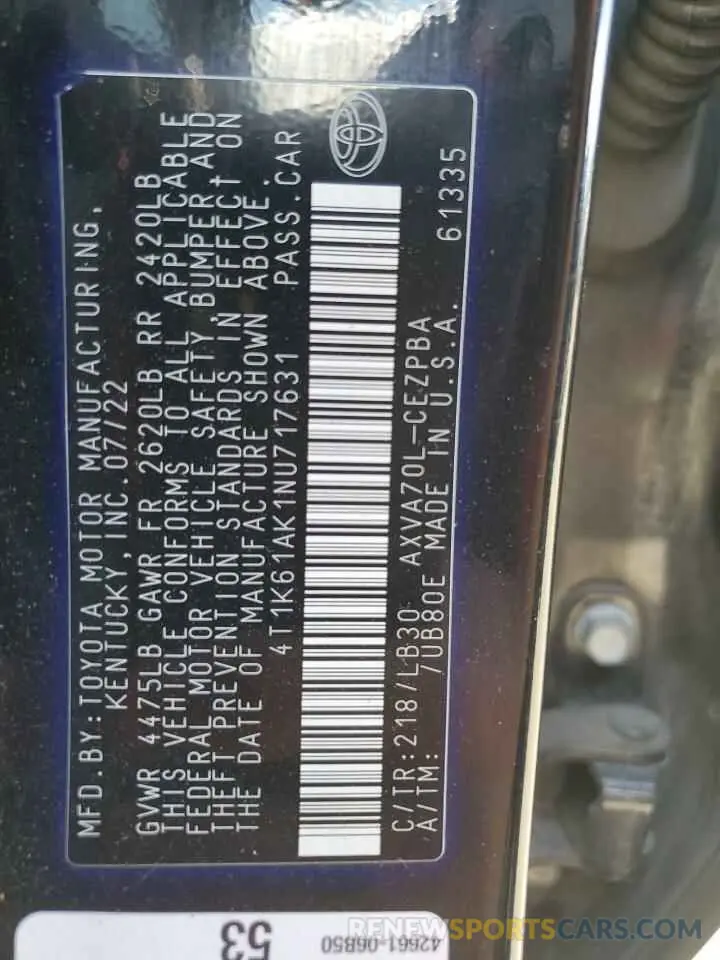 MFD.BY:TOYOTA MOTOR MANUFACTURING,
KENTUCKY,INC.07/22
GVWR 4475LB GAWR FR 2620LB RR 2420LB
THIS VEHICLE CONFORMS TO ALL APPLICABLE
FEDERAL MOTOR VEHICLE SAFETY, BUMPER AND
THEFT PREVENTION STANDARDS IN EFFECT ON
THE DATE OF MANUFACTURE SHOWN ABOVE.
4T1K61AK1NU717631 PASS.CAR
C/TR:218/LB30 AXVA70L-CEZPBA
A/TM: /UB80E MADE IN U.S.A. 61335
42661-06B50
53
RENEWSPORTSCARS.COM